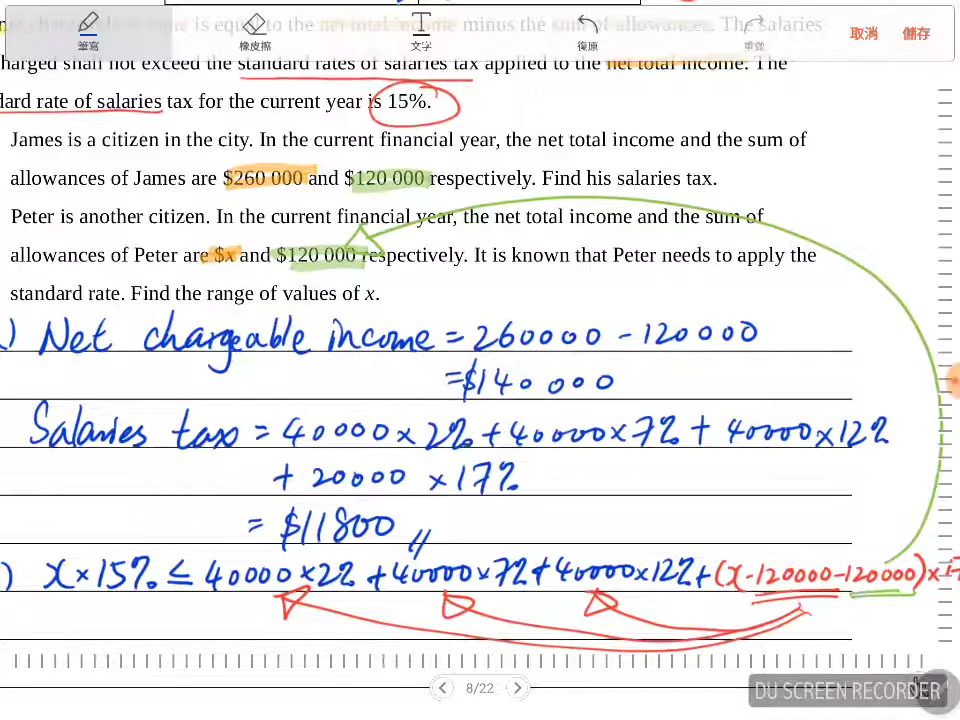 is equal to the net total income minus the sum of allowances. The salaries
筆寫 橡皮擦 文字 復原 重做 取消 儲存
harged shall not exceed the standard rates of salaries tax applied to the net total income. The
dard rate of salaries tax for the current year is 15%.
James is a citizen in the city. In the current financial year, the net total income and the sum of
allowances of James are $260 000 and $120 000 respectively. Find his salaries tax.
Peter is another citizen. In the current financial year, the net total income and the sum of
allowances of Peter are $x and $120 000 respectively. It is known that Peter needs to apply the
standard rate. Find the range of values of x.
) Net chargeable income = 260000 - 120000
= $140000
Salaries tax = 40000 × 2% + 40000 × 7% + 40000 × 12%
+ 20000 × 17%
= $11800 //
) x × 15% ≤ 40000 × 2% + 40000 × 7% + 40000 × 12% + (x - 120000 - 120000) × 1
8/22
DU SCREEN RECORDER